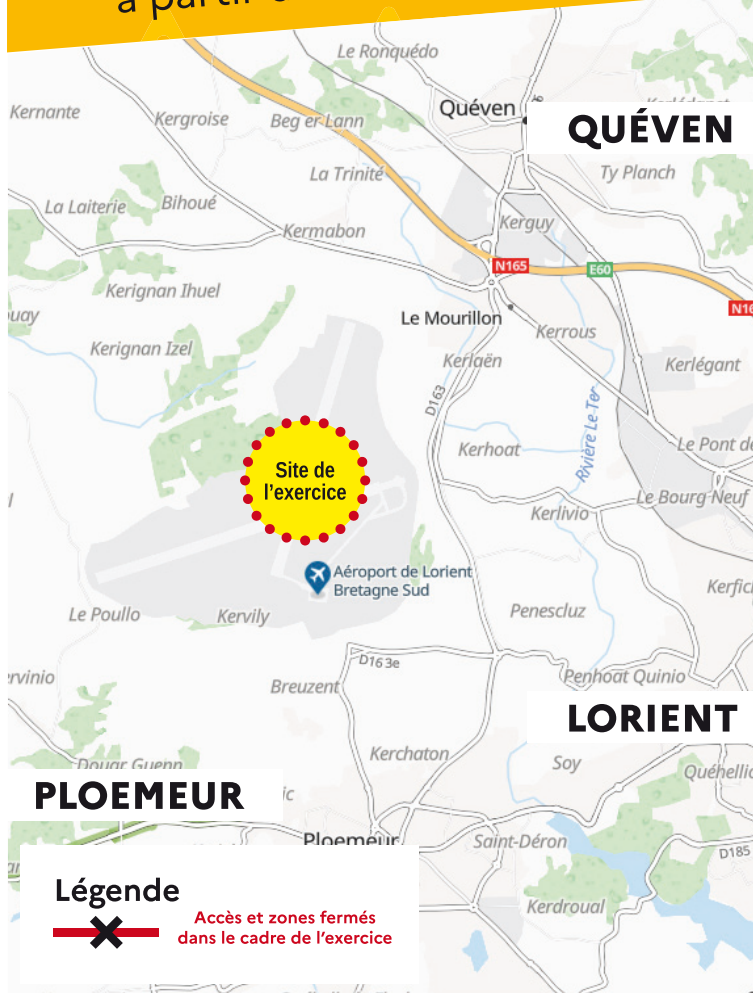 à partir
Le Ronquédo
Kernante
Kergroise
Beg er Lann
Quéven
QUÉVEN
La Trinité
Ty Planch
La Laiterie
Bihoué
Kermabon
Kerguy
N165
E60
Kerignan Ihuel
Le Mourillon
Kerrous
Kerignan Izel
Kerlaën
Kerlégant
D163
Rivière Le Ter
Site de
l'exercice
Kerhoat
Le Pont
Le Bourg Neuf
Kerlivio
Aéroport de Lorient
Bretagne Sud
Le Poullo
Kervily
Penescluz
D163e
Breuzent
Penhoat Quinio
LORIENT
Kerchaton
Soy
Douar Guenn
PLOEMEUR
Ploemeur
Saint-Déron
D185
Légende
Accès et zones fermés
dans le cadre de l'exercice
Kerdroual